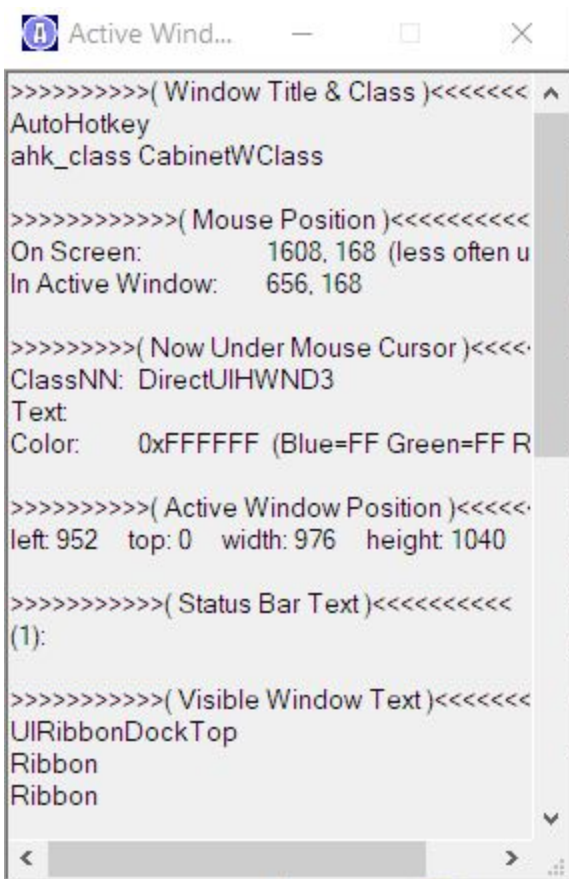 Active Wind...
>>>>>>>>>>( Window Title & Class )<<<<<<<
AutoHotkey
ahk_class CabinetWClass
>>>>>>>>>>>>( Mouse Position )<<<<<<<<<<
On Screen: 1608, 168 (less often u
In Active Window: 656, 168
>>>>>>>>>( Now Under Mouse Cursor )<<<<
ClassNN: DirectUIHWND3
Text:
Color: 0xFFFFFF (Blue=FF Green=FF R
>>>>>>>>>>( Active Window Position )<<<<<
left: 952 top: 0 width: 976 height: 1040
>>>>>>>>>>>( Status Bar Text )<<<<<<<<<<
(1):
>>>>>>>>>>>( Visible Window Text )<<<<<<<
UIRibbonDockTop
Ribbon
Ribbon